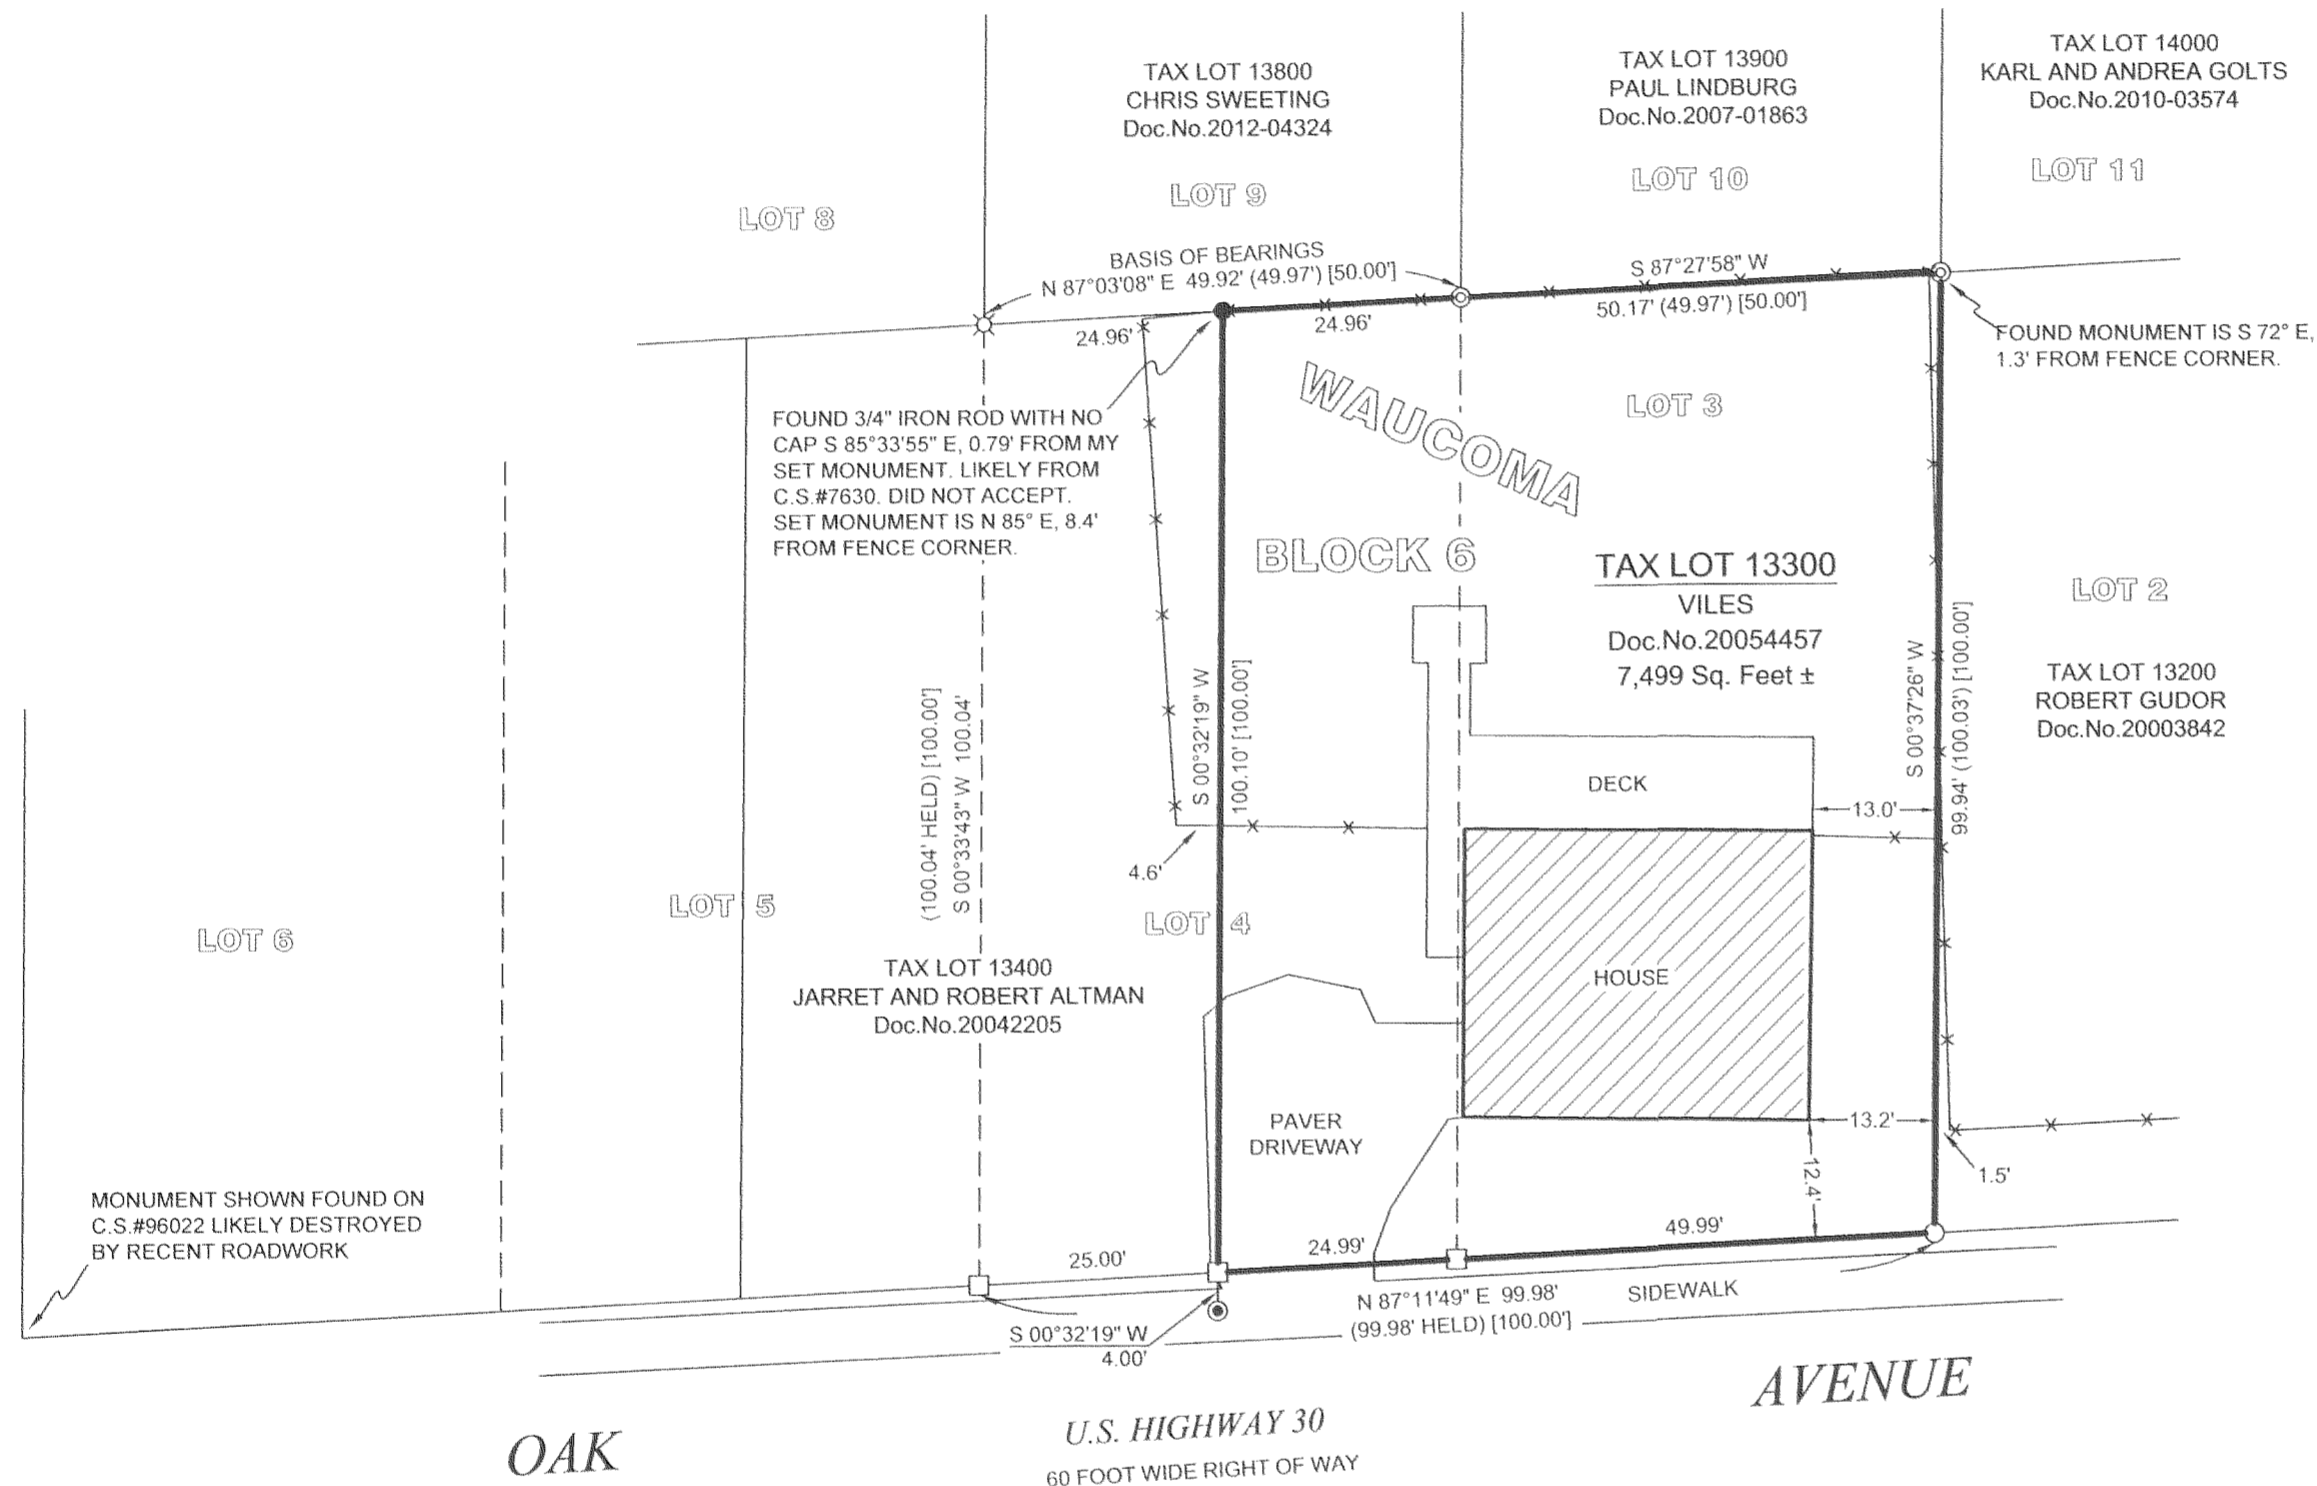 TAX LOT 13800
CHRIS SWEETING
Doc.No.2012-04324
TAX LOT 13900
PAUL LINDBURG
Doc.No.2007-01863
TAX LOT 14000
KARL AND ANDREA GOLTS
Doc.No.2010-03574
LOT 8
LOT 9
LOT 10
LOT 11
BASIS OF BEARINGS
N 87°03'08" E 49.92' (49.97') [50.00']
S 87°27'58" W
50.17' (49.97') [50.00']
24.96'
24.96'
FOUND MONUMENT IS S 72° E,
1.3' FROM FENCE CORNER.
FOUND 3/4" IRON ROD WITH NO
CAP S 85°33'55" E, 0.79' FROM MY
SET MONUMENT. LIKELY FROM
C.S.#7630. DID NOT ACCEPT.
SET MONUMENT IS N 85° E, 8.4'
FROM FENCE CORNER.
WAUCOMA
LOT 3
BLOCK 6
TAX LOT 13300
VILES
Doc.No.20054457
7,499 Sq. Feet ±
LOT 2
TAX LOT 13200
ROBERT GUDOR
Doc.No.20003842
(100.04' HELD) [100.00']
S 00°33'43" W 100.04'
S 00°32'19" W
100.10' [100.00']
S 00°37'26" W
99.94' (100.03') [100.00']
DECK
13.0'
4.6'
LOT 6
LOT 5
LOT 4
TAX LOT 13400
JARRET AND ROBERT ALTMAN
Doc.No.20042205
HOUSE
PAVER
DRIVEWAY
13.2'
12.4'
1.5'
MONUMENT SHOWN FOUND ON
C.S.#96022 LIKELY DESTROYED
BY RECENT ROADWORK
25.00'
24.99'
49.99'
N 87°11'49" E 99.98'
(99.98' HELD) [100.00']
SIDEWALK
S 00°32'19" W
4.00'
OAK
AVENUE
U.S. HIGHWAY 30
60 FOOT WIDE RIGHT OF WAY